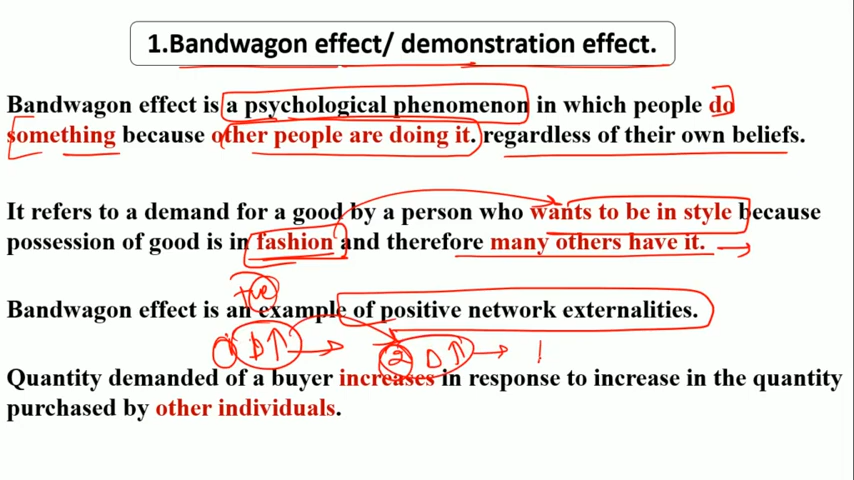 1.Bandwagon effect/ demonstration effect.
Bandwagon effect is a psychological phenomenon in which people do
something because other people are doing it. regardless of their own beliefs.
It refers to a demand for a good by a person who wants to be in style because
possession of good is in fashion and therefore many others have it.
+ve
Bandwagon effect is an example of positive network externalities.
1 D↑ → 2 D↑ →
Quantity demanded of a buyer increases in response to increase in the quantity
purchased by other individuals.